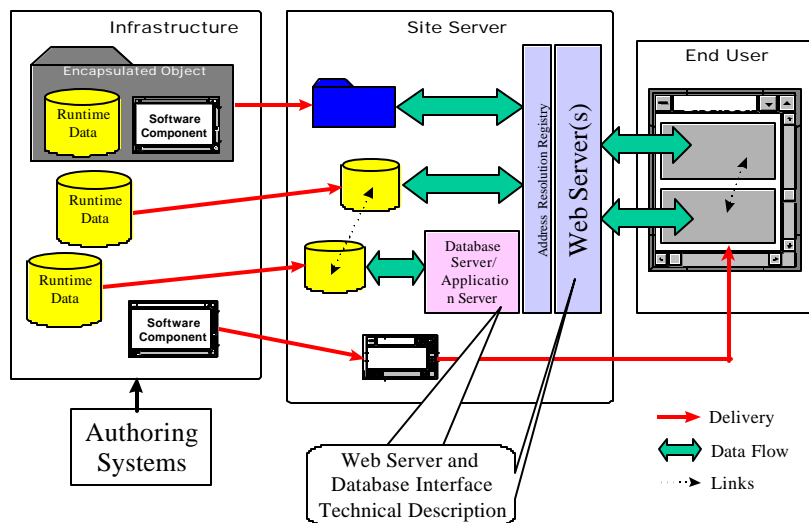 Infrastructure
Encapsulated Object
Runtime
Data
Software
Component
Runtime
Data
Runtime
Data
Software
Component
Authoring
Systems
Site Server
Database
Server/
Applicatio
n Server
Address Resolution Registry
Web Server(s)
Web Server and
Database Interface
Technical Description
End User
Delivery
Data Flow
Links